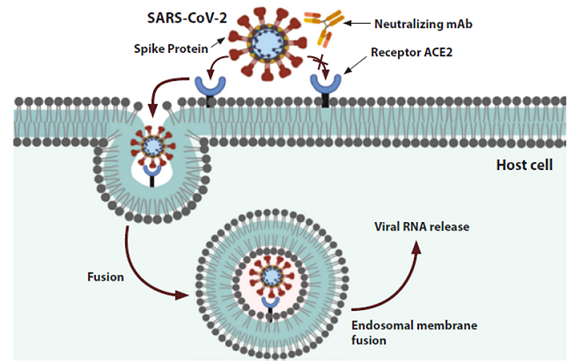 SARS-CoV-2
Neutralizing mAb
Spike Protein
Receptor ACE2
Host cell
Viral RNA release
Fusion
Endosomal membrane
fusion